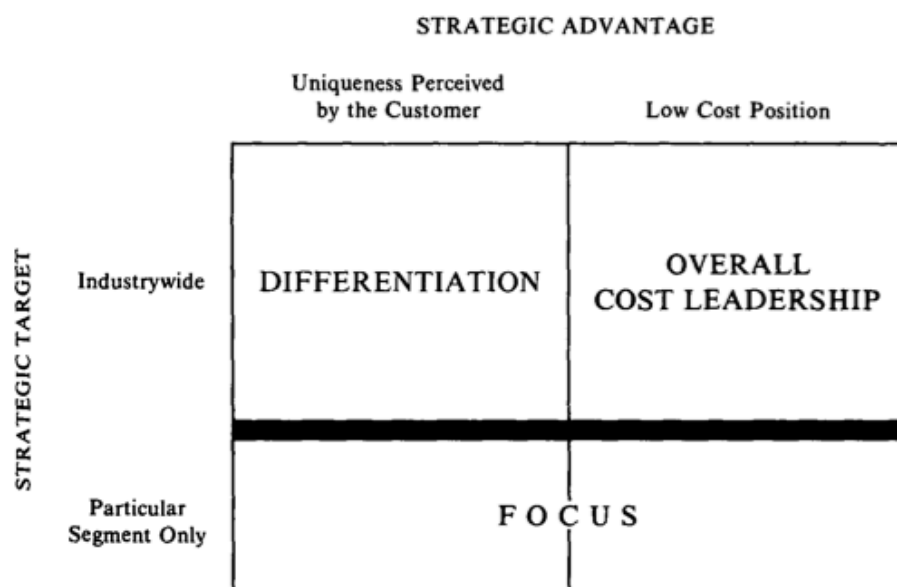 STRATEGIC ADVANTAGE
Uniqueness Perceived
by the Customer
Low Cost Position
STRATEGIC TARGET
Industrywide
DIFFERENTIATION
OVERALL
COST LEADERSHIP
Particular
Segment Only
F O C U S